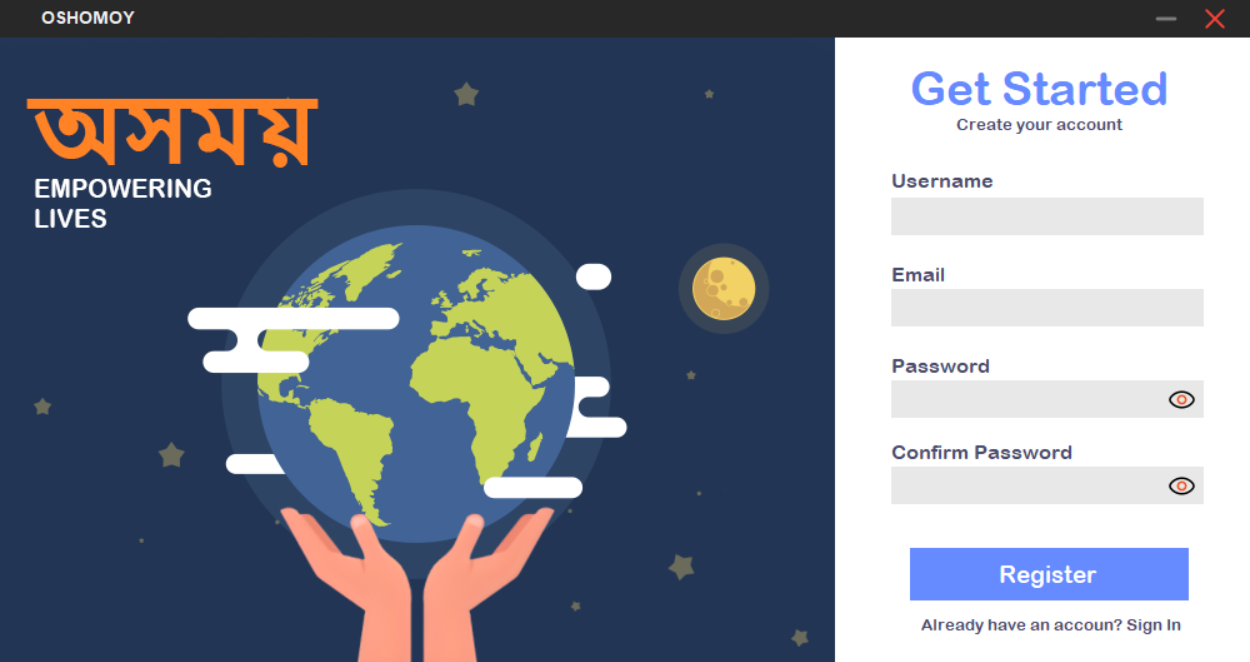 OSHOMOY
অসময়
EMPOWERING
LIVES
Get Started
Create your account
Username
Email
Password
Confirm Password
Register
Already have an accoun? Sign In